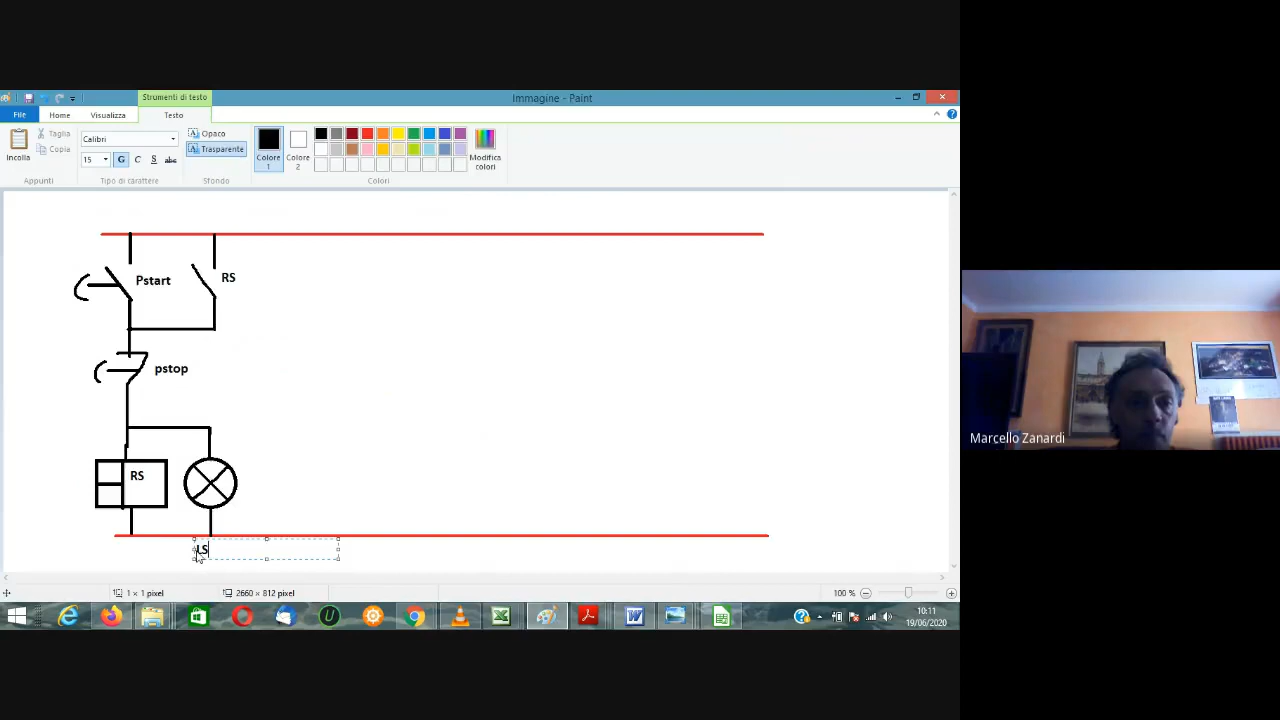 Strumenti di testo
Immagine - Paint
File
Home
Visualizza
Testo
Incolla
Taglia
Copia
Appunti
Calibri
15
G
C
S
abc
Tipo di carattere
Opaco
Trasparente
Sfondo
Colore 1
Colore 2
Modifica colori
Colori
Pstart
RS
pstop
RS
LS
Marcello Zanardi
1 × 1 pixel
2660 × 812 pixel
100 %
10:11
19/06/2020